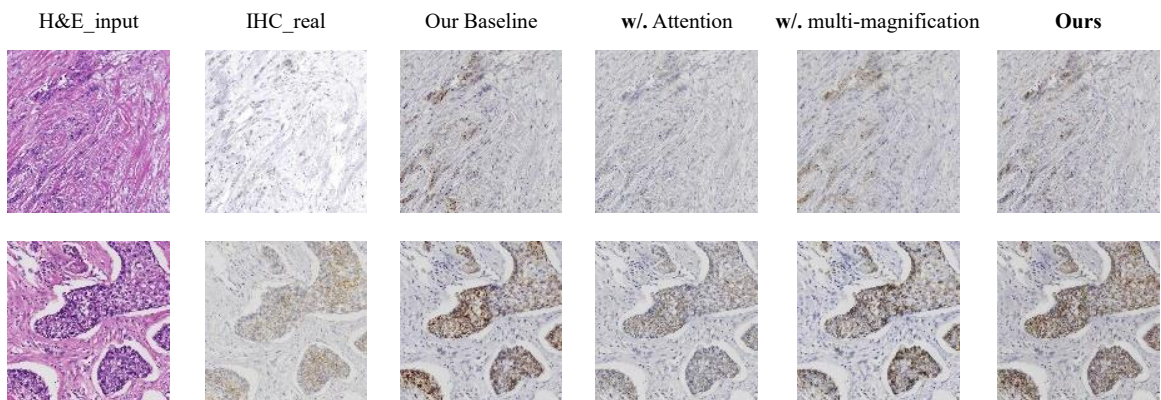 H&E_input IHC_real Our Baseline w/. Attention w/. multi-magnification Ours